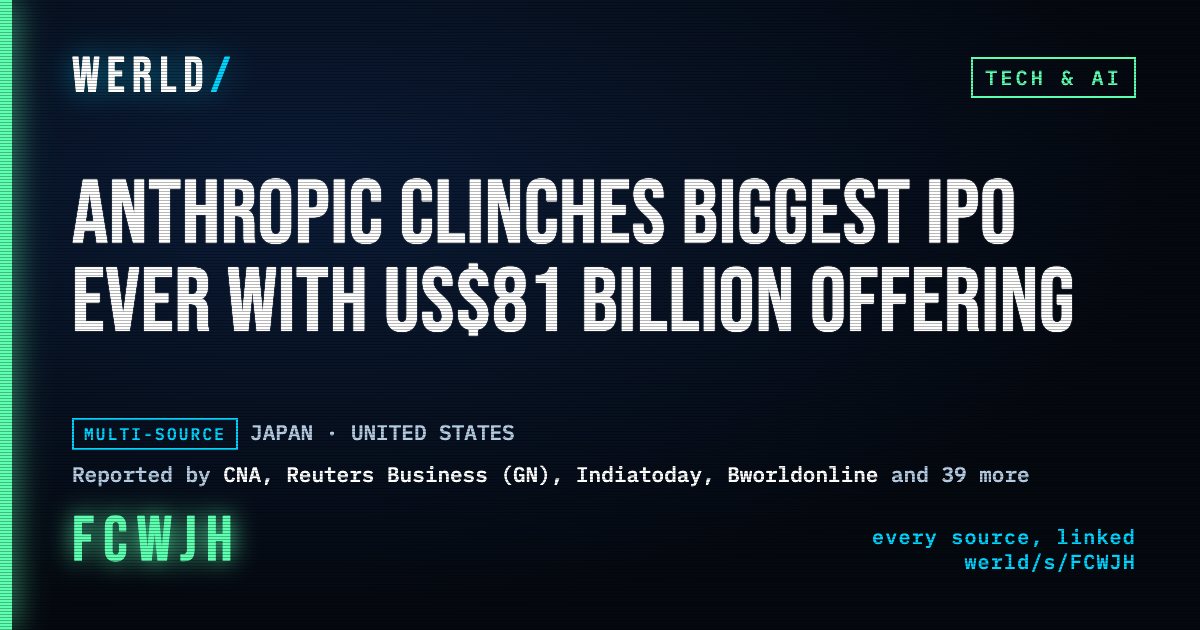 WERLD/
TECH & AI
ANTHROPIC CLINCHES BIGGEST IPO
EVER WITH US$81 BILLION OFFERING
MULTI-SOURCE JAPAN · UNITED STATES
Reported by CNA, Reuters Business (GN), Indiatoday, Bworldonline and 39 more
FCWJH
every source, linked
werld/s/FCWJH